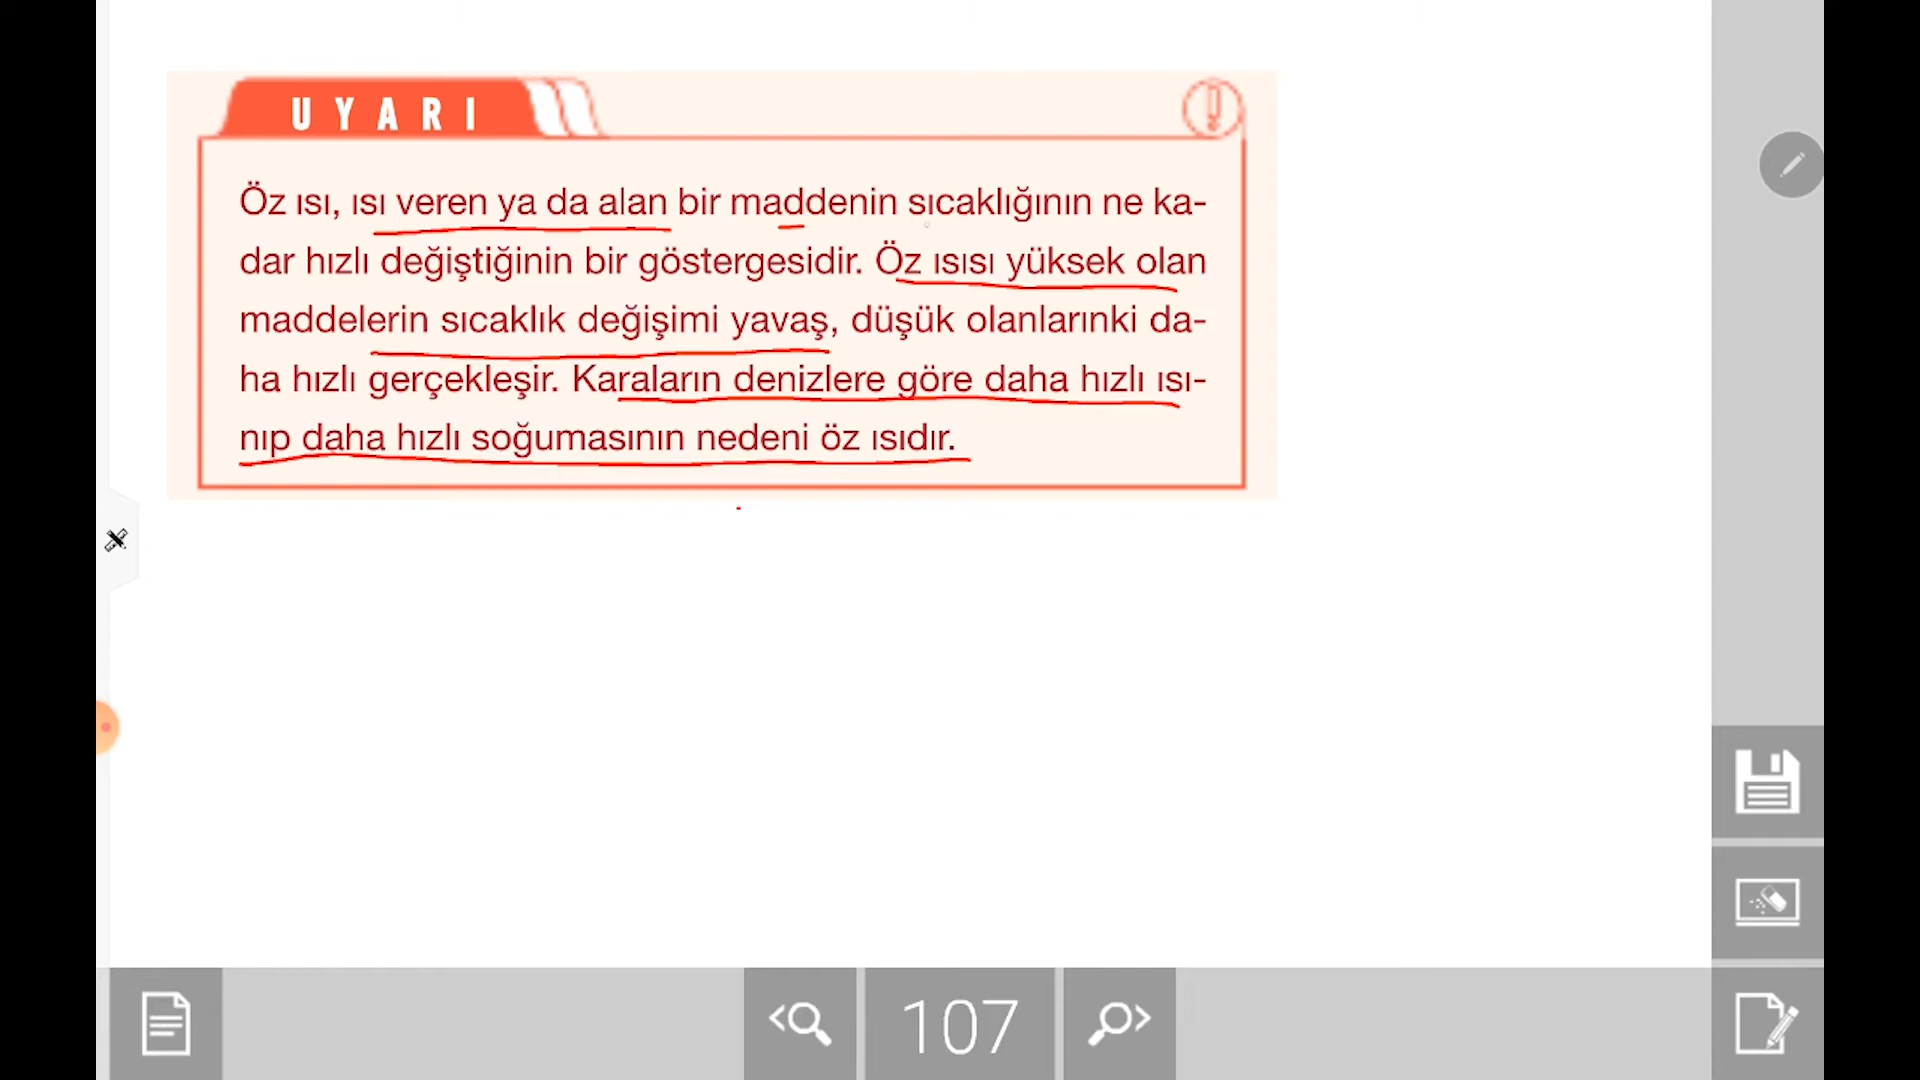 UYARI
Öz ısı, ısı veren ya da alan bir maddenin sıcaklığının ne ka-
dar hızlı değiştiğinin bir göstergesidir. Öz ısısı yüksek olan
maddelerin sıcaklık değişimi yavaş, düşük olanlarınki da-
ha hızlı gerçekleşir. Karaların denizlere göre daha hızlı ısı-
nıp daha hızlı soğumasının nedeni öz ısıdır.
107